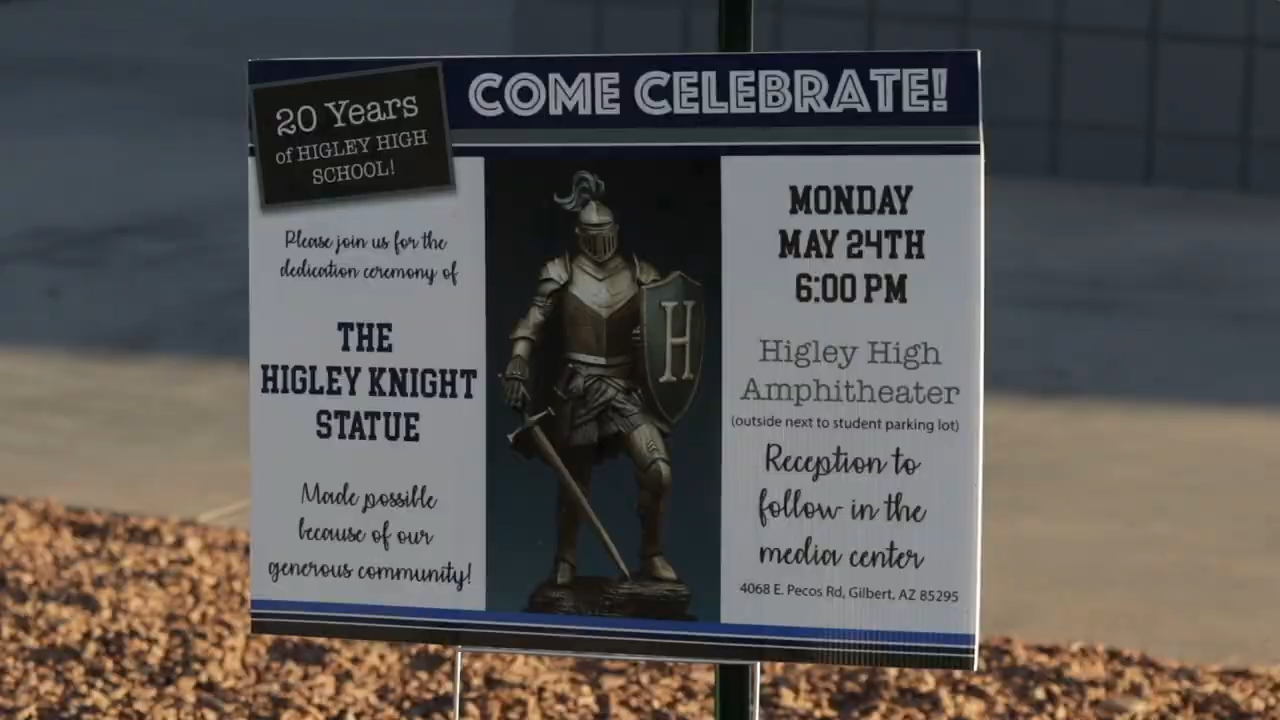 COME CELEBRATE!
20 Years
of HIGLEY HIGH
SCHOOL!
Please join us for the
dedication ceremony of
THE
HIGLEY KNIGHT
STATUE
Made possible
because of our
generous community!
H
MONDAY
MAY 24TH
6:00 PM
Higley High
Amphitheater
(outside next to student parking lot)
Reception to
follow in the
media center
4068 E. Pecos Rd, Gilbert, AZ 85295